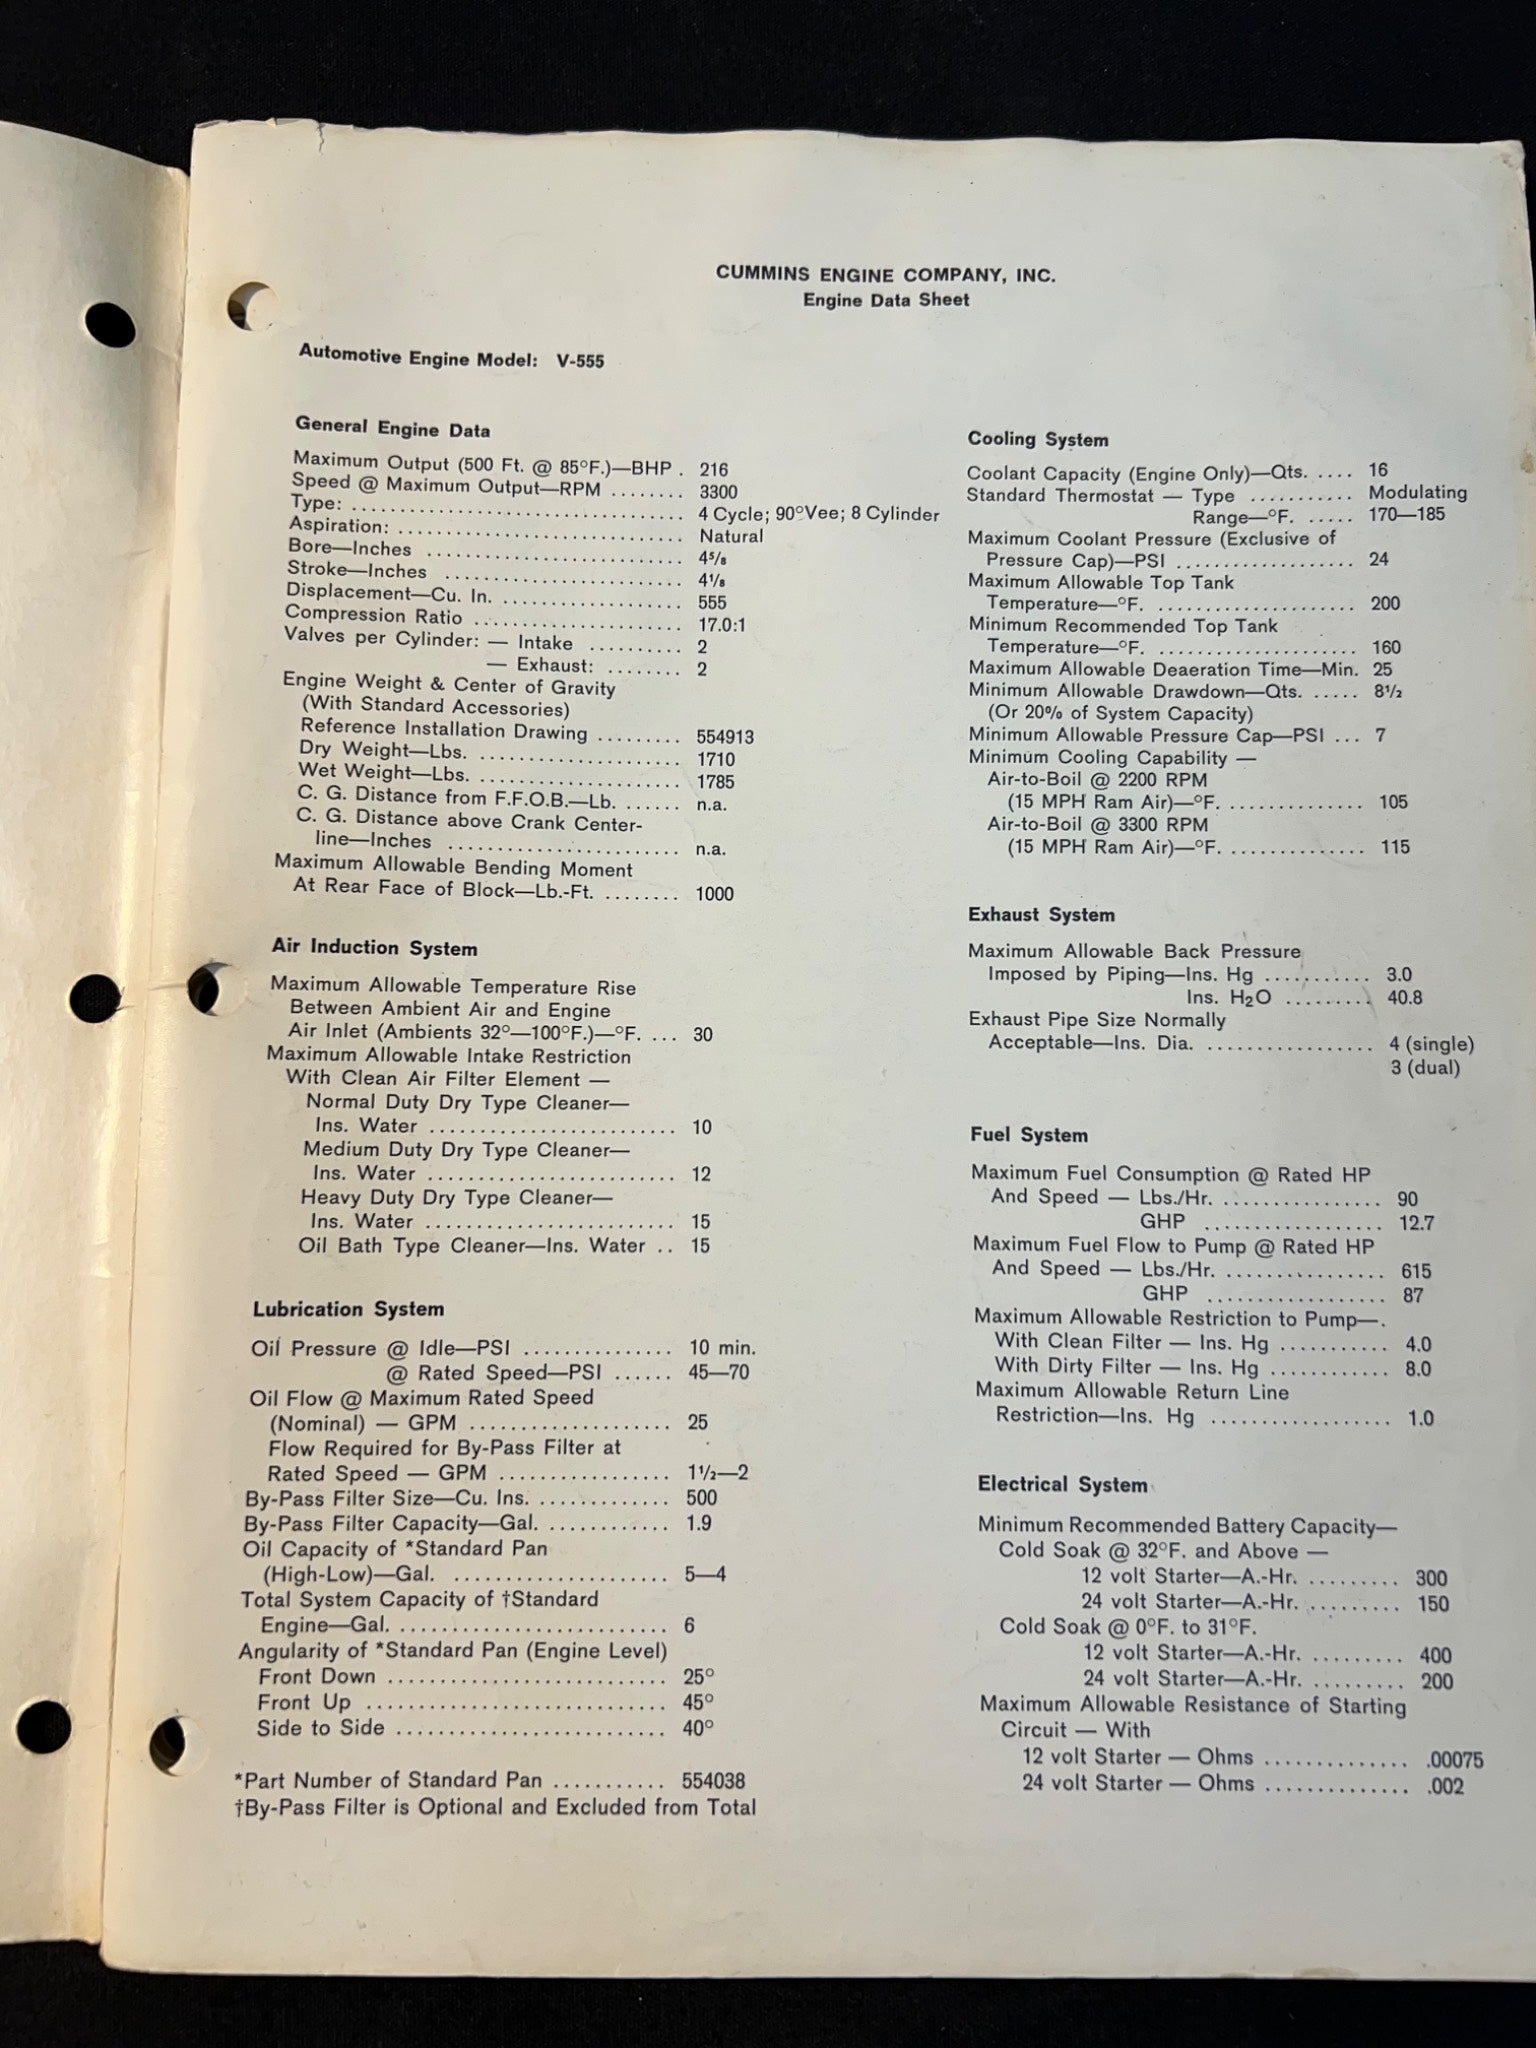 CUMMINS ENGINE COMPANY, INC.
Engine Data Sheet
Automotive Engine Model: V-555
General Engine Data
Maximum Output (500 Ft. @ 85°F.)—BHP . 216
Speed @ Maximum Output—RPM ........ 3300
Type: .................................. 4 Cycle; 90°Vee; 8 Cylinder
Aspiration: ............................. Natural
Bore—Inches .......................... 4⁵/₈
Stroke—Inches ........................ 4¹/₈
Displacement—Cu. In. .................. 555
Compression Ratio ..................... 17.0:1
Valves per Cylinder: — Intake .......... 2
— Exhaust: ........ 2
Engine Weight & Center of Gravity
(With Standard Accessories)
Reference Installation Drawing ......... 554913
Dry Weight—Lbs. ....................... 1710
Wet Weight—Lbs. ...................... 1785
C. G. Distance from F.F.O.B.—Lb. ...... n.a.
C. G. Distance above Crank Center-
line—Inches ........................ n.a.
Maximum Allowable Bending Moment
At Rear Face of Block—Lb.-Ft. ........ 1000
Air Induction System
Maximum Allowable Temperature Rise
Between Ambient Air and Engine
Air Inlet (Ambients 32°—100°F.)—°F. ... 30
Maximum Allowable Intake Restriction
With Clean Air Filter Element —
Normal Duty Dry Type Cleaner—
Ins. Water ......................... 10
Medium Duty Dry Type Cleaner—
Ins. Water ......................... 12
Heavy Duty Dry Type Cleaner—
Ins. Water ......................... 15
Oil Bath Type Cleaner—Ins. Water .. 15
Lubrication System
Oil Pressure @ Idle—PSI ............... 10 min.
@ Rated Speed—PSI ...... 45—70
Oil Flow @ Maximum Rated Speed
(Nominal) — GPM .................... 25
Flow Required for By-Pass Filter at
Rated Speed — GPM ................. 1¹/₂—2
By-Pass Filter Size—Cu. Ins. ............. 500
By-Pass Filter Capacity—Gal. ............ 1.9
Oil Capacity of *Standard Pan
(High-Low)—Gal. ..................... 5—4
Total System Capacity of †Standard
Engine—Gal. .......................... 6
Angularity of *Standard Pan (Engine Level)
Front Down ............................ 25°
Front Up .............................. 45°
Side to Side ........................... 40°
*Part Number of Standard Pan ........... 554038
†By-Pass Filter is Optional and Excluded from Total
Cooling System
Coolant Capacity (Engine Only)—Qts. .... 16
Standard Thermostat — Type ........... Modulating
Range—°F. ..... 170—185
Maximum Coolant Pressure (Exclusive of
Pressure Cap)—PSI ................... 24
Maximum Allowable Top Tank
Temperature—°F. ..................... 200
Minimum Recommended Top Tank
Temperature—°F. ..................... 160
Maximum Allowable Deaeration Time—Min. 25
Minimum Allowable Drawdown—Qts. ..... 8¹/₂
(Or 20% of System Capacity)
Minimum Allowable Pressure Cap—PSI ... 7
Minimum Cooling Capability —
Air-to-Boil @ 2200 RPM
(15 MPH Ram Air)—°F. .............. 105
Air-to-Boil @ 3300 RPM
(15 MPH Ram Air)—°F. .............. 115
Exhaust System
Maximum Allowable Back Pressure
Imposed by Piping—Ins. Hg ........... 3.0
Ins. H₂O ......... 40.8
Exhaust Pipe Size Normally
Acceptable—Ins. Dia. ................. 4 (single)
3 (dual)
Fuel System
Maximum Fuel Consumption @ Rated HP
And Speed — Lbs./Hr. ................ 90
GHP .................. 12.7
Maximum Fuel Flow to Pump @ Rated HP
And Speed — Lbs./Hr. ................ 615
GHP .................. 87
Maximum Allowable Restriction to Pump—.
With Clean Filter — Ins. Hg ........... 4.0
With Dirty Filter — Ins. Hg ............ 8.0
Maximum Allowable Return Line
Restriction—Ins. Hg .................. 1.0
Electrical System
Minimum Recommended Battery Capacity—
Cold Soak @ 32°F. and Above —
12 volt Starter—A.-Hr. ......... 300
24 volt Starter—A.-Hr. ......... 150
Cold Soak @ 0°F. to 31°F.
12 volt Starter—A.-Hr. ......... 400
24 volt Starter—A.-Hr. ......... 200
Maximum Allowable Resistance of Starting
Circuit — With
12 volt Starter — Ohms .............. .00075
24 volt Starter — Ohms .............. .002